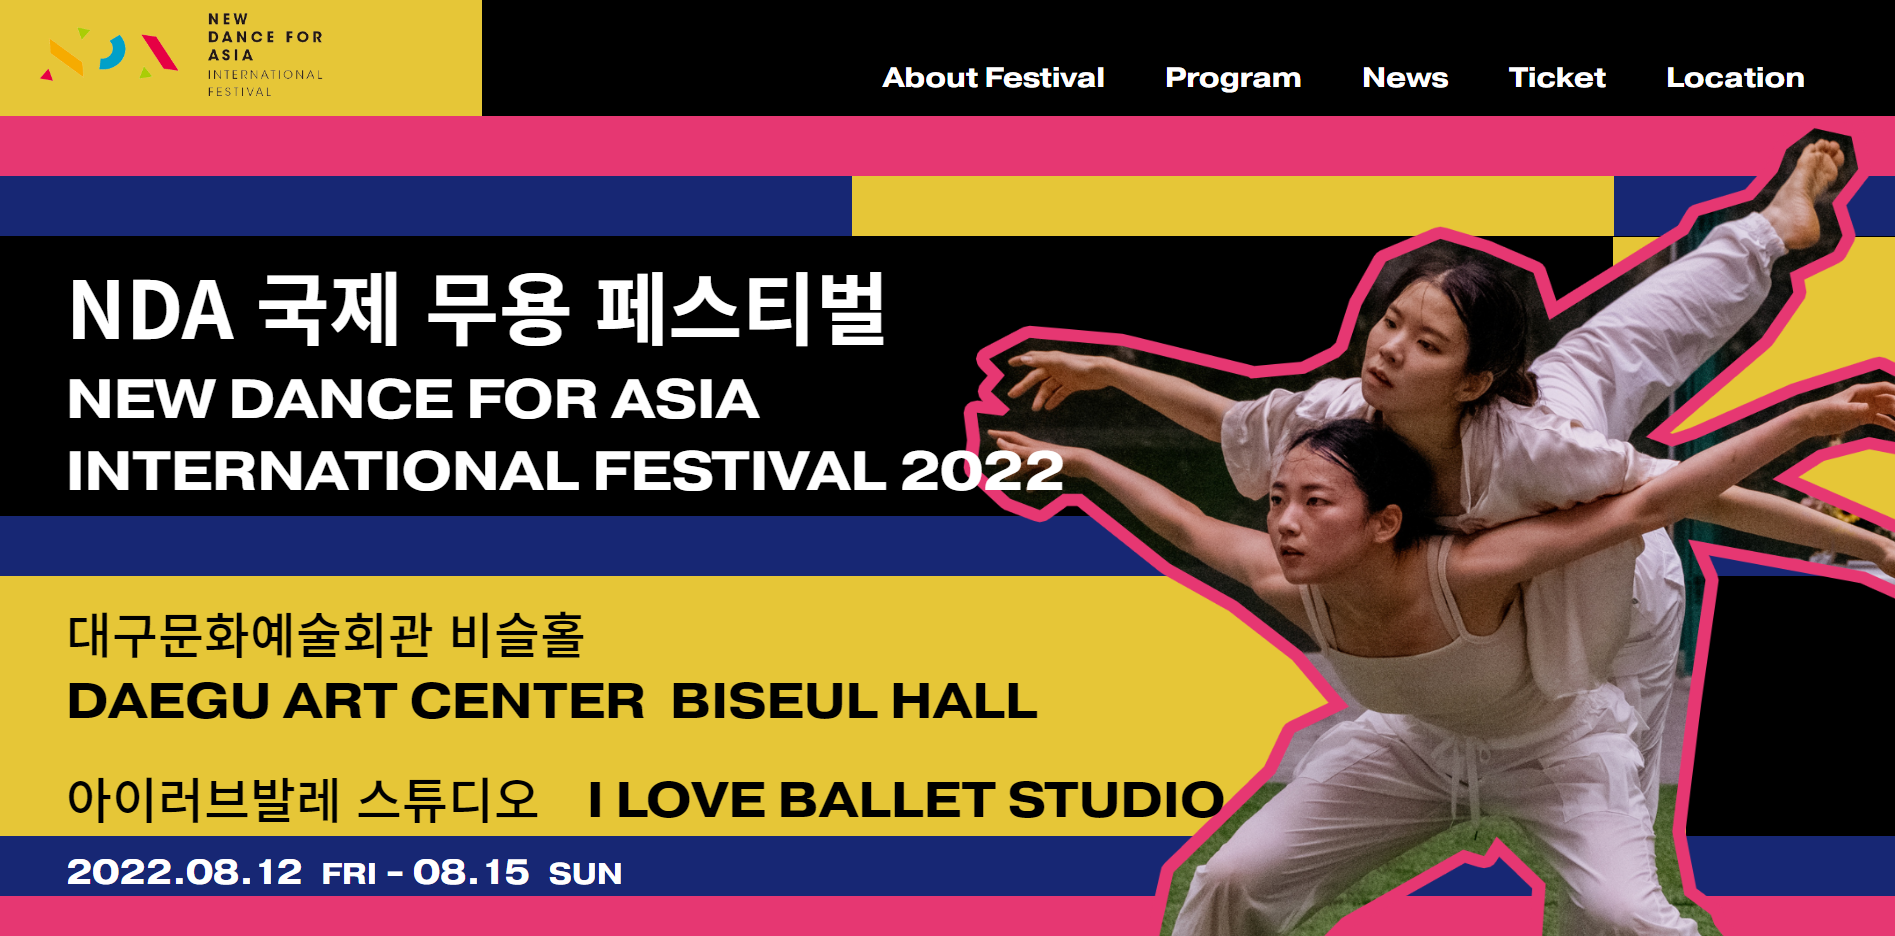 NEW
DANCE FOR
ASIA
INTERNATIONAL
FESTIVAL
About Festival Program News Ticket Location
NDA 국제 무용 페스티벌
NEW DANCE FOR ASIA
INTERNATIONAL FESTIVAL 2022
대구문화예술회관 비슬홀
DAEGU ART CENTER BISEUL HALL
아이러브발레 스튜디오 I LOVE BALLET STUDIO
2022.08.12 FRI - 08.15 SUN